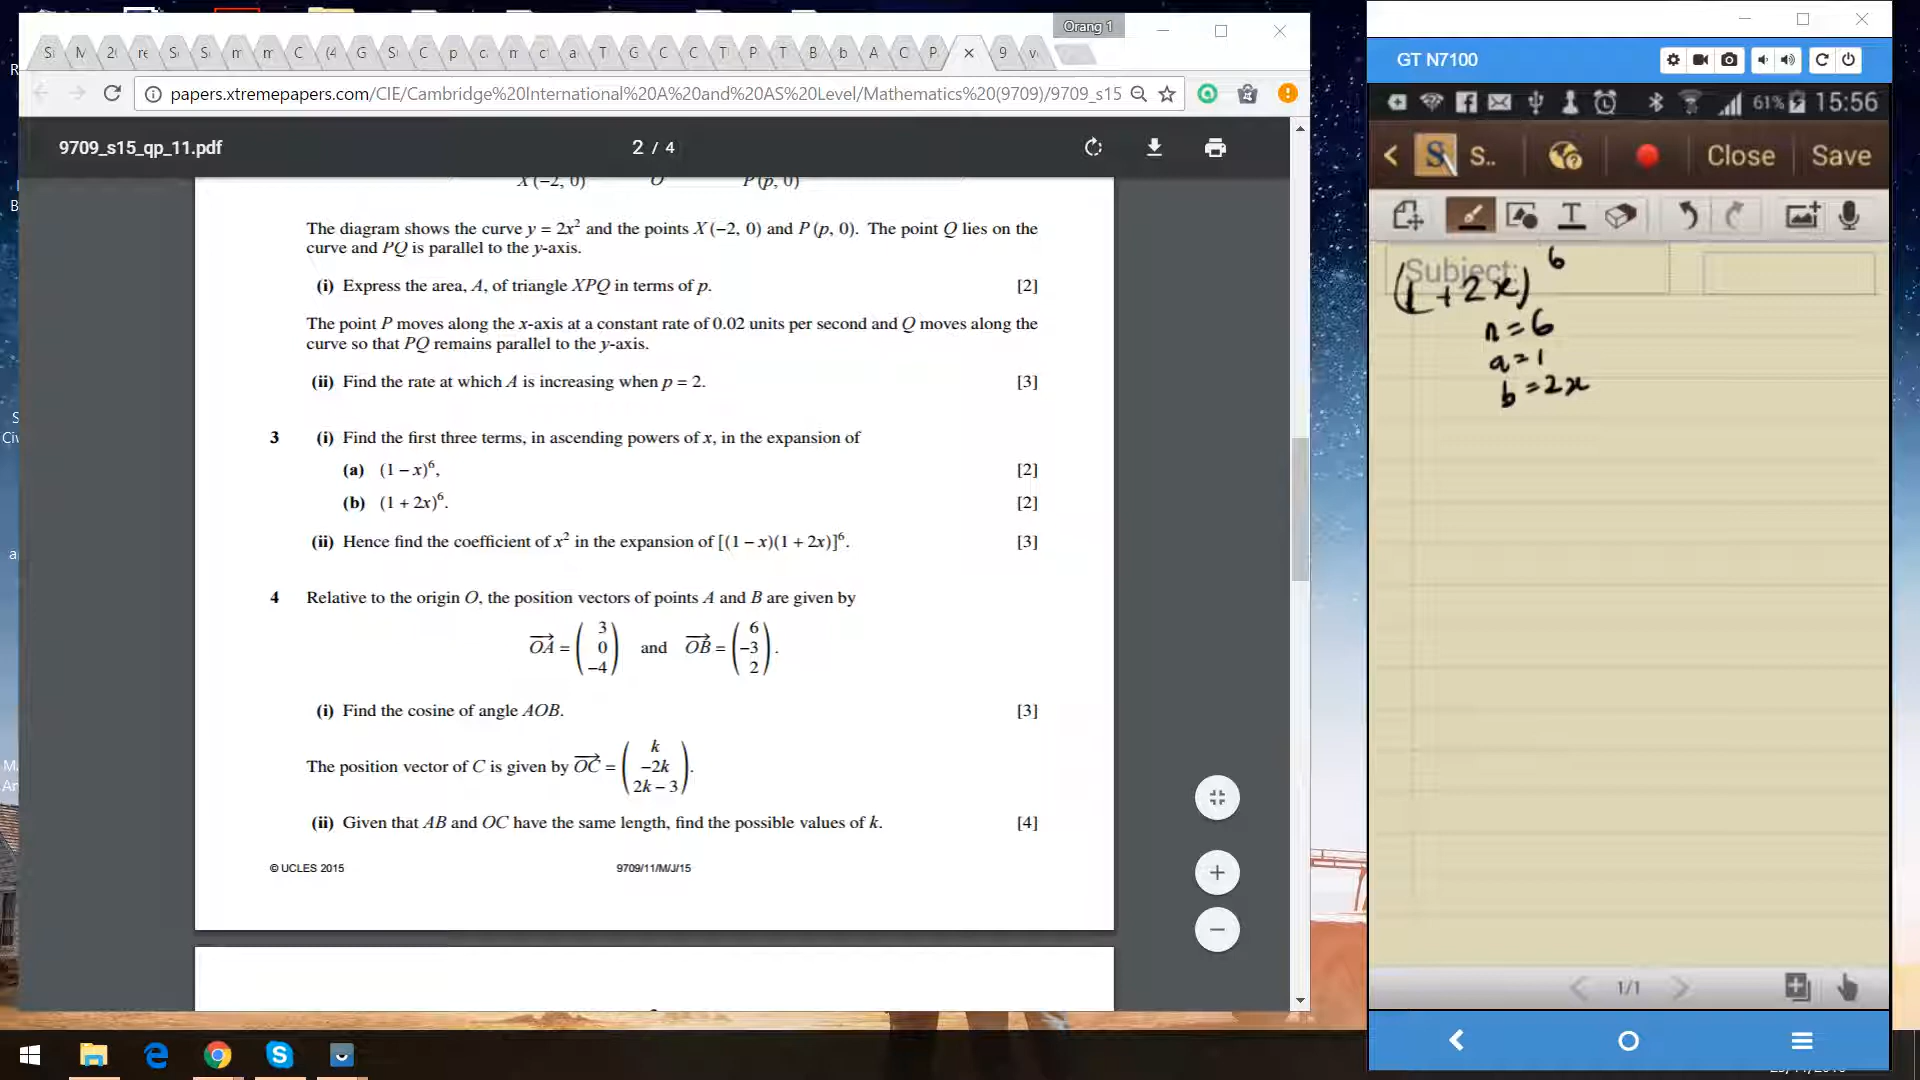 Orang 1
papers.xtremepapers.com/CIE/Cambridge%20International%20A%20and%20AS%20Level/Mathematics%20(9709)/9709_s15
9709_s15_qp_11.pdf
2 / 4
X (−2, 0) O P (p, 0)
The diagram shows the curve y = 2x² and the points X (−2, 0) and P (p, 0). The point Q lies on the
curve and PQ is parallel to the y-axis.
(i) Express the area, A, of triangle XPQ in terms of p. [2]
The point P moves along the x-axis at a constant rate of 0.02 units per second and Q moves along the
curve so that PQ remains parallel to the y-axis.
(ii) Find the rate at which A is increasing when p = 2. [3]
3 (i) Find the first three terms, in ascending powers of x, in the expansion of
(a) (1 − x)⁶, [2]
(b) (1 + 2x)⁶. [2]
(ii) Hence find the coefficient of x² in the expansion of [(1 − x)(1 + 2x)]⁶. [3]
4 Relative to the origin O, the position vectors of points A and B are given by
3 6
OA = 0 and OB = −3 .
−4 2
(i) Find the cosine of angle AOB. [3]
k
The position vector of C is given by OC = −2k .
2k − 3
(ii) Given that AB and OC have the same length, find the possible values of k. [4]
© UCLES 2015 9709/11/M/J/15
GT N7100
61% 15:56
S.. Close Save
Subject:
(1 + 2x)⁶
n = 6
a = 1
b = 2x
1/1